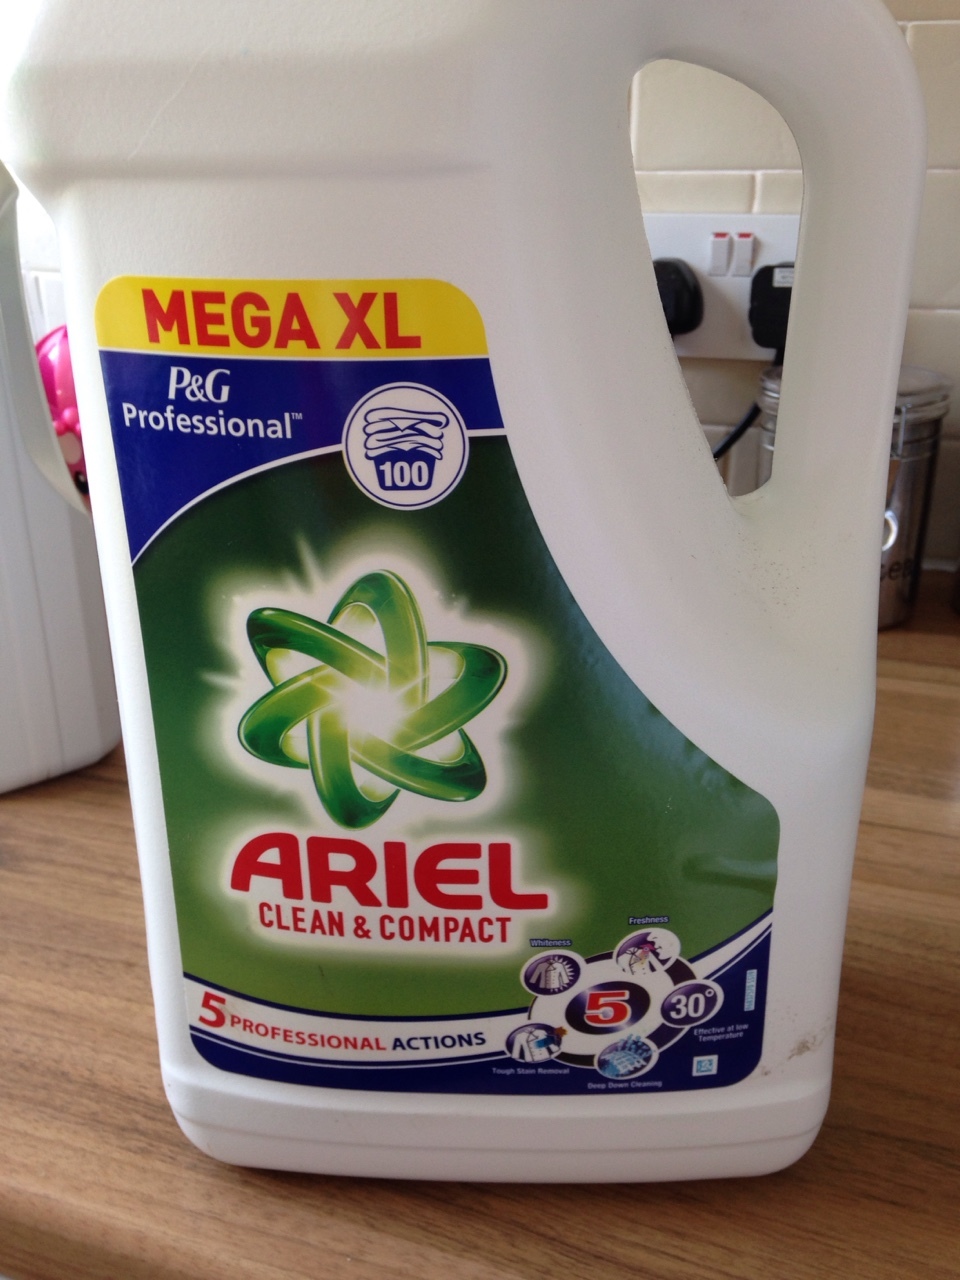 MEGA XL
P&G
Professional™
100
ARIEL
CLEAN & COMPACT
5 PROFESSIONAL ACTIONS
Whiteness
Freshness
5
30°
Effective at low
Temperature
Tough Stain Removal
Deep Down Cleaning